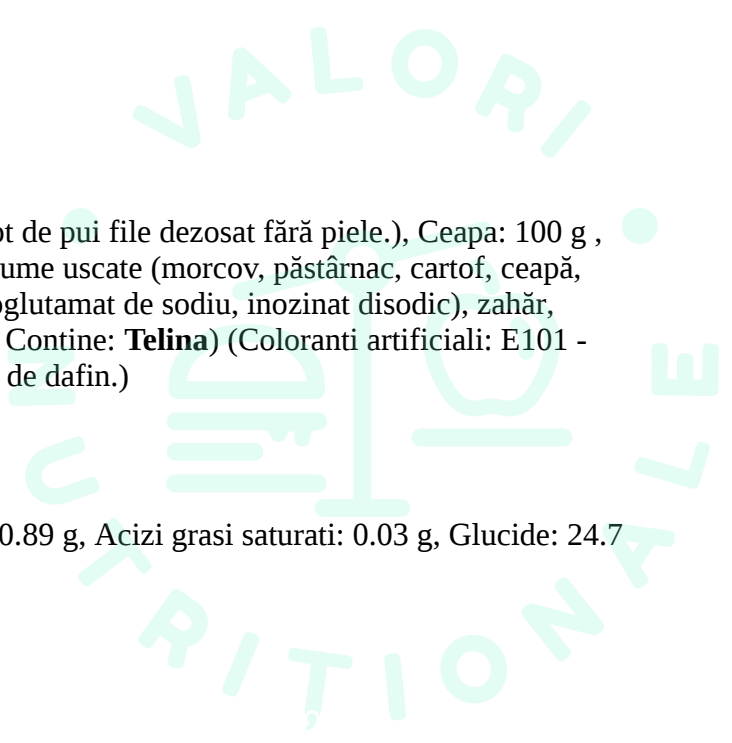 VALORI
ot de pui file dezosat fără piele.), Ceapa: 100 g ,
ume uscate (morcov, păstârnac, cartof, ceapă,
oglutamat de sodiu, inozinat disodic), zahăr,
Contine: Telina) (Coloranti artificiali: E101 -
de dafin.)
0.89 g, Acizi grasi saturati: 0.03 g, Glucide: 24.7
NUTRITIONALE